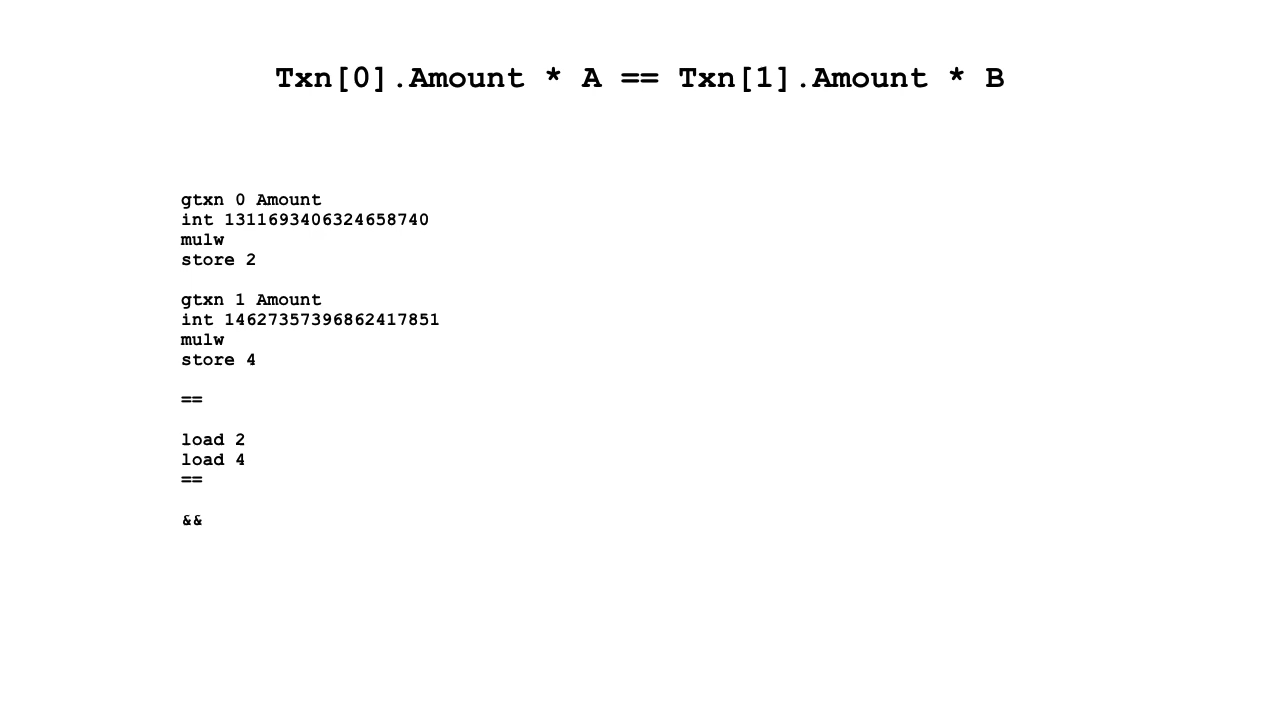 Txn[0].Amount * A == Txn[1].Amount * B
gtxn 0 Amount
int 1311693406324658740
mulw
store 2
gtxn 1 Amount
int 14627357396862417851
mulw
store 4
==
load 2
load 4
==
&&